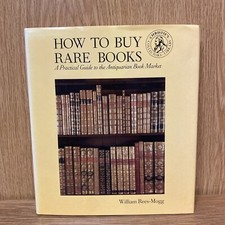 HOW TO BUY
RARE BOOKS
A Practical Guide to the Antiquarian Book Market
William Rees-Mogg